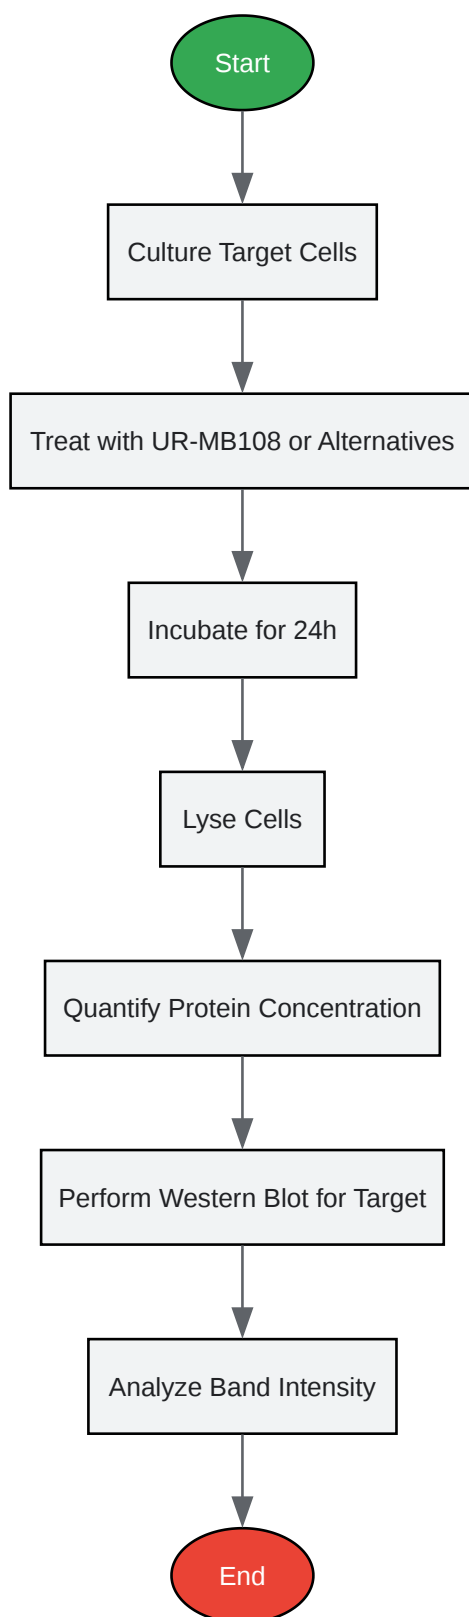 Start
Culture Target Cells
Treat with UR-MB108 or Alternatives
Incubate for 24h
Lyse Cells
Quantify Protein Concentration
Perform Western Blot for Target
Analyze Band Intensity
End